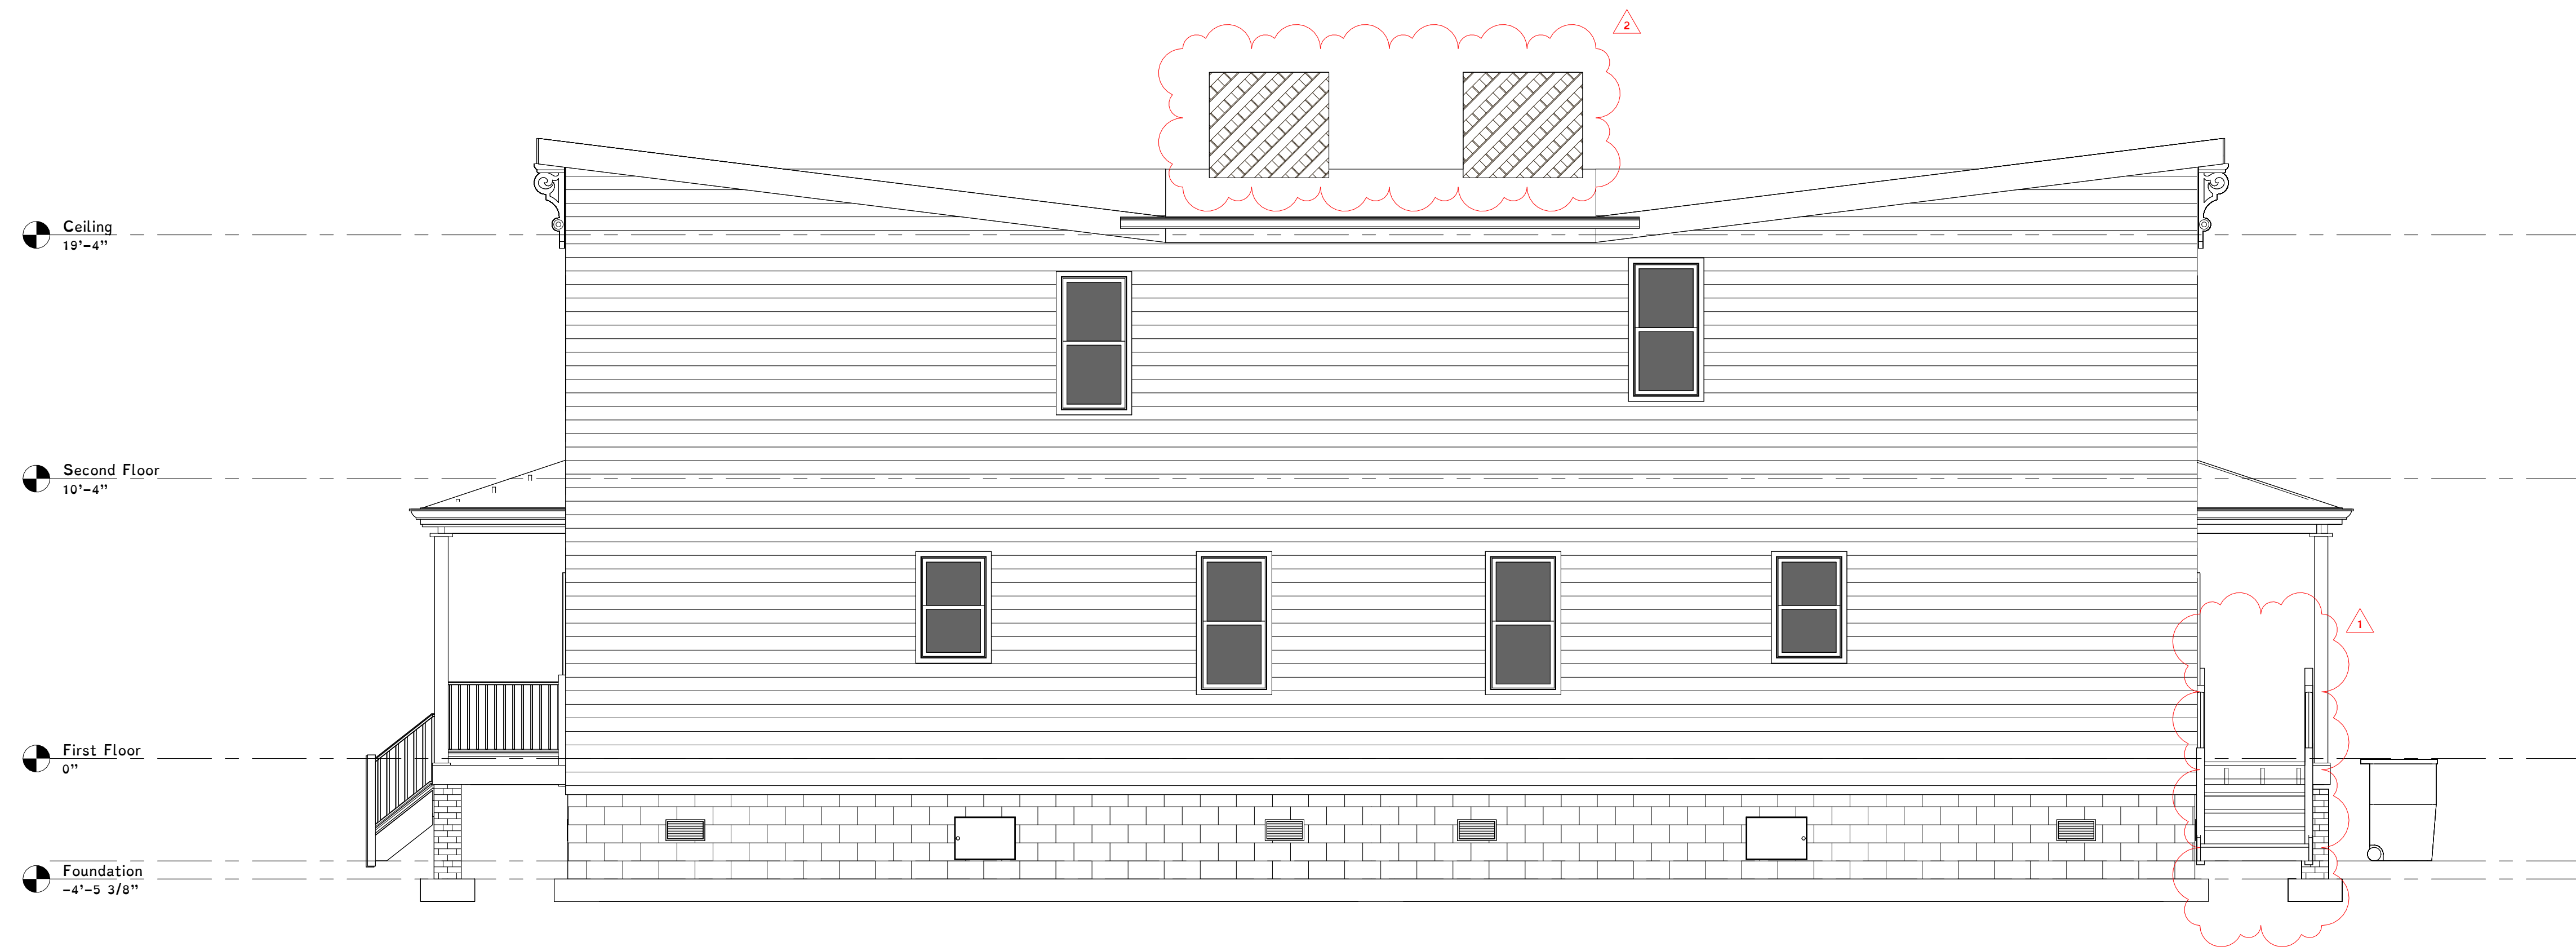 2
Ceiling
19'-4"
Second Floor
10'-4"
1
First Floor
0"
Foundation
-4'-5 3/8"